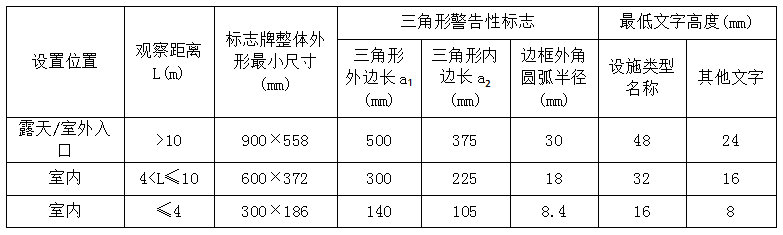 设置位置
观察距离
L(m)
标志牌整体外
形最小尺寸
(mm)
三角形警告性标志
最低文字高度(mm)
三角形
外边长a1
(mm)
三角形内
边长a2
(mm)
边框外角
圆弧半径
(mm)
设施类型
名称
其他文字
露天/室外入
口
>10
900×558
500
375
30
48
24
室内
4<L≤10
600×372
300
225
18
32
16
室内
≤4
300×186
140
105
8.4
16
8